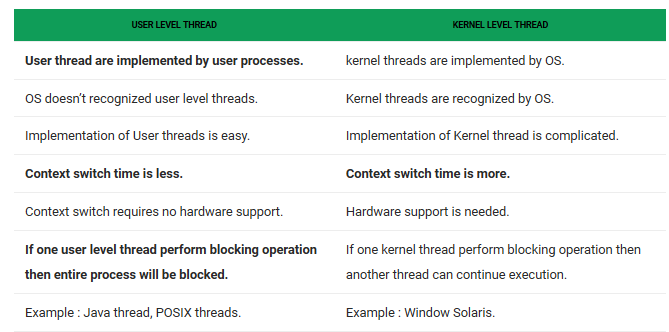 USER LEVEL THREAD KERNEL LEVEL THREAD
User thread are implemented by user processes. kernel threads are implemented by OS.
OS doesn't recognized user level threads. Kernel threads are recognized by OS.
Implementation of User threads is easy. Implementation of Kernel thread is complicated.
Context switch time is less. Context switch time is more.
Context switch requires no hardware support. Hardware support is needed.
If one user level thread perform blocking operation If one kernel thread perform blocking operation then
then entire process will be blocked. another thread can continue execution.
Example : Java thread, POSIX threads. Example : Window Solaris.